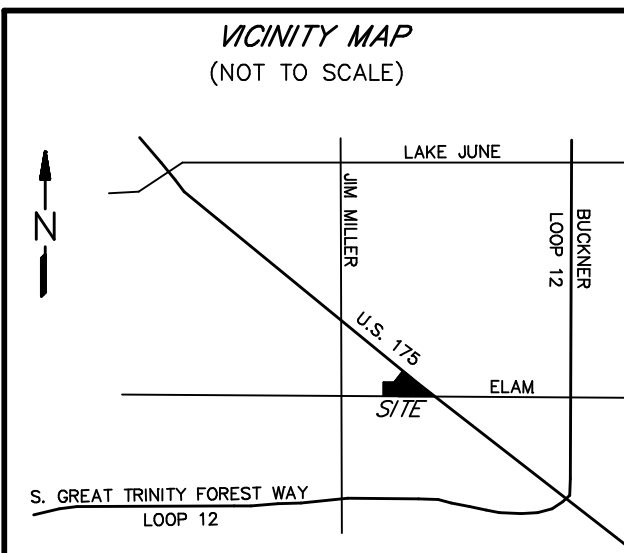 VICINITY MAP
(NOT TO SCALE)
LAKE JUNE
N
JIM MILLER
BUCKNER
LOOP 12
U.S. 175
ELAM
SITE
S. GREAT TRINITY FOREST WAY
LOOP 12